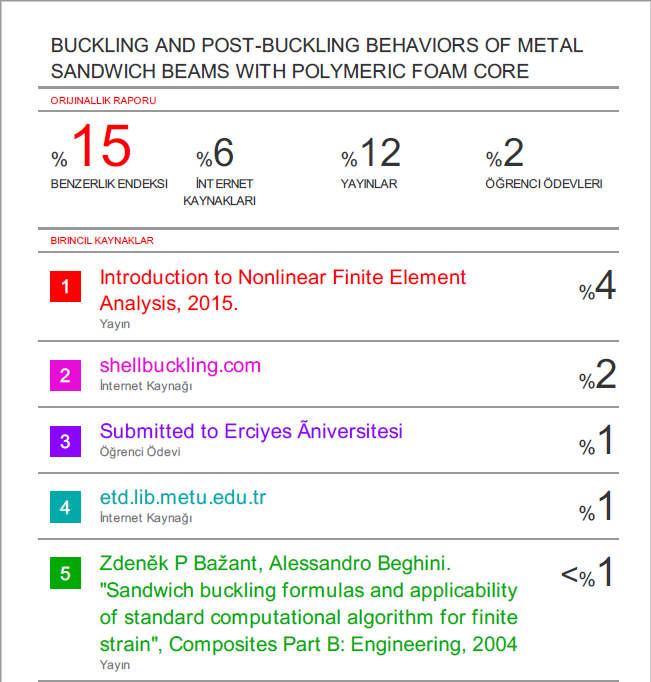 BUCKLING AND POST-BUCKLING BEHAVIORS OF METAL
SANDWICH BEAMS WITH POLYMERIC FOAM CORE
ORIJINALLIK RAPORU
%15
BENZERLIK ENDEKSI
%6
İNTERNET
KAYNAKLARI
%12
YAYINLAR
%2
ÖĞRENCI ÖDEVLERI
BIRINCIL KAYNAKLAR
1
Introduction to Nonlinear Finite Element
Analysis, 2015.
Yayın
%4
2
shellbuckling.com
İnternet Kaynağı
%2
3
Submitted to Erciyes Ãniversitesi
Öğrenci Ödevi
%1
4
etd.lib.metu.edu.tr
İnternet Kaynağı
%1
5
Zdeněk P Bažant, Alessandro Beghini.
"Sandwich buckling formulas and applicability
of standard computational algorithm for finite
strain", Composites Part B: Engineering, 2004
Yayın
<%1